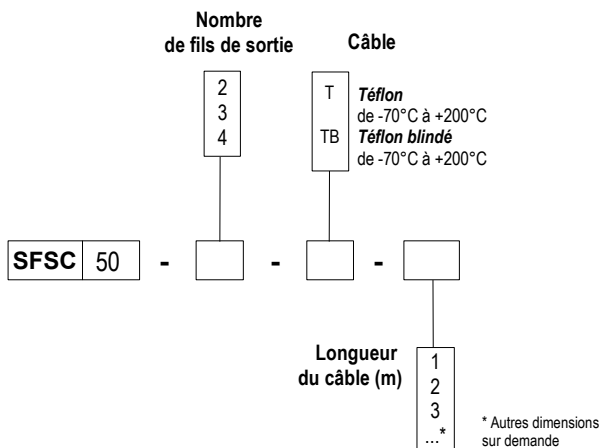 Nombre
de fils de sortie
Câble
2
3
4
T Téflon
de -70°C à +200°C
TB Téflon blindé
de -70°C à +200°C
SFSC 50 - - -
Longueur
du câble (m)
1
2
3
...*
* Autres dimensions
sur demande